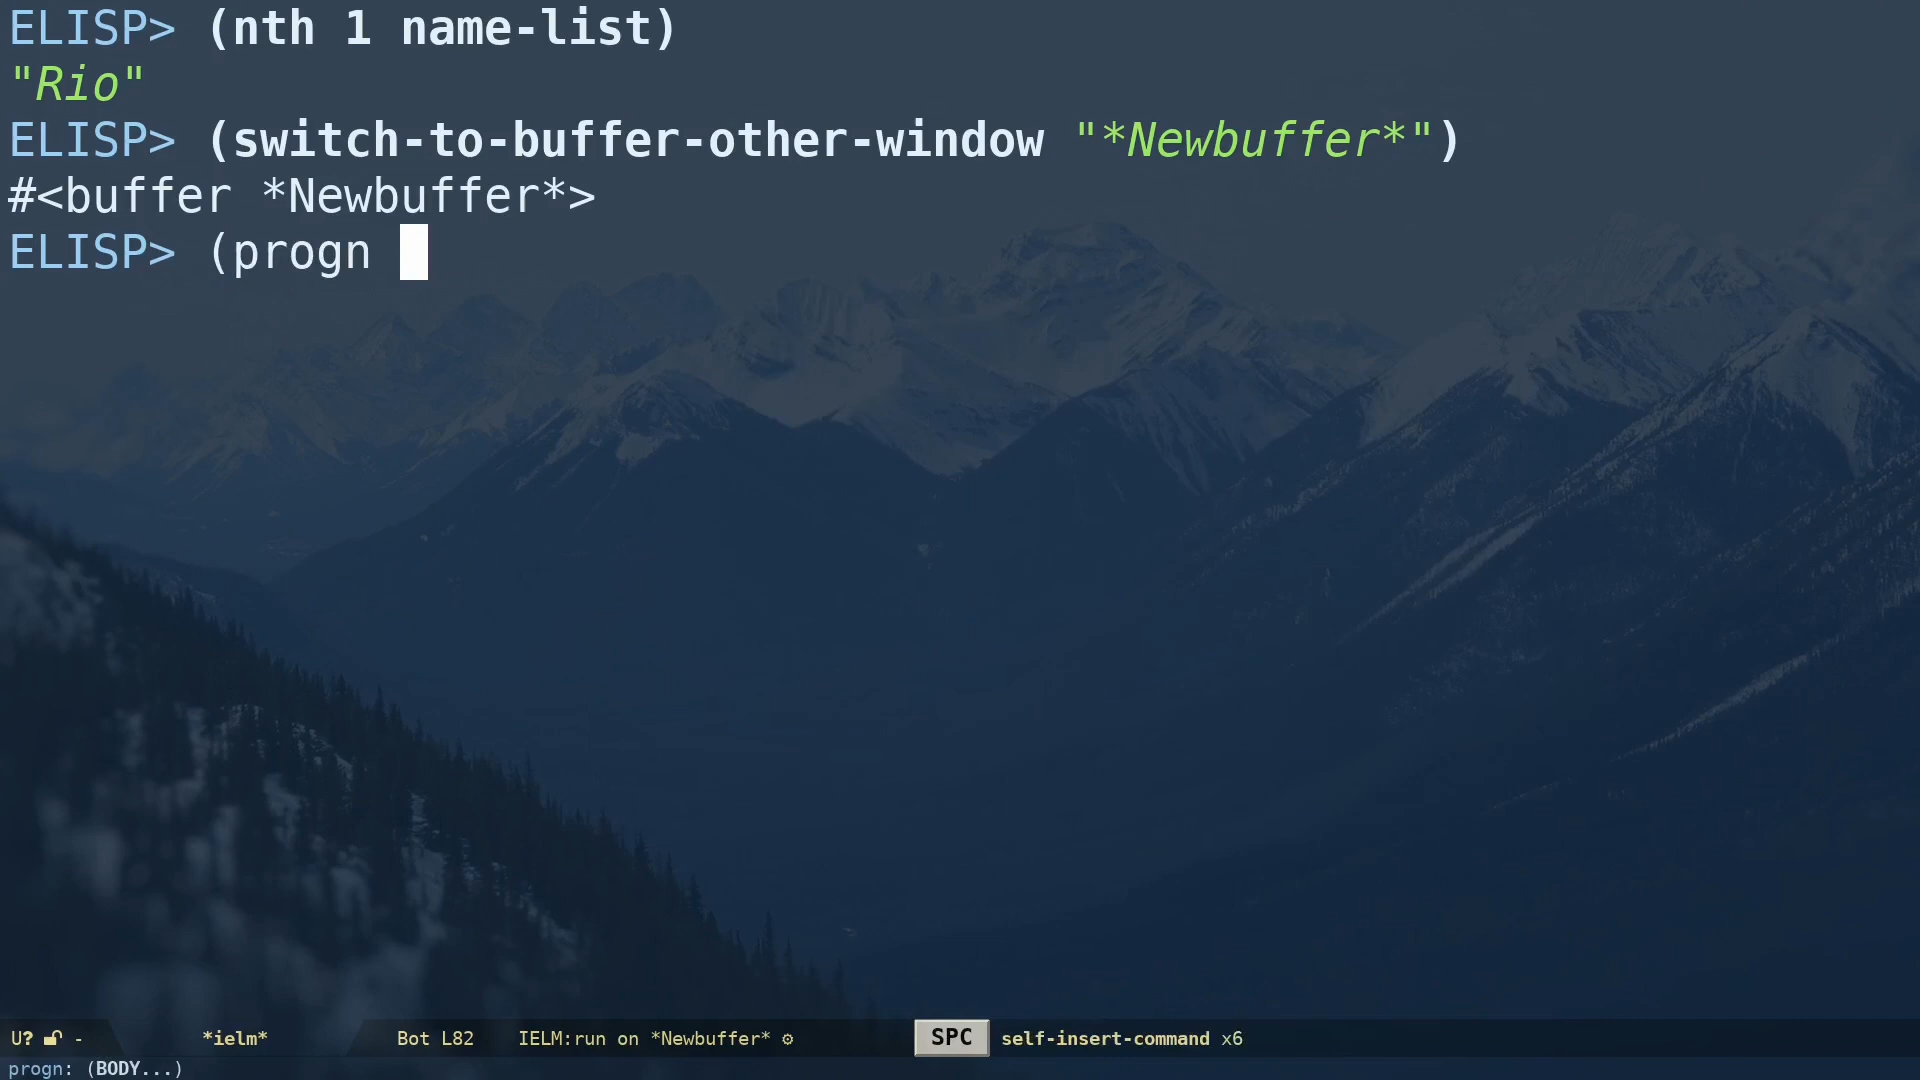 ELISP> (nth 1 name-list)
"Rio"
ELISP> (switch-to-buffer-other-window "*Newbuffer*")
#<buffer *Newbuffer*>
ELISP> (progn
U? - *ielm* Bot L82 IELM:run on *Newbuffer* ⚙ SPC self-insert-command x6
progn: (BODY...)